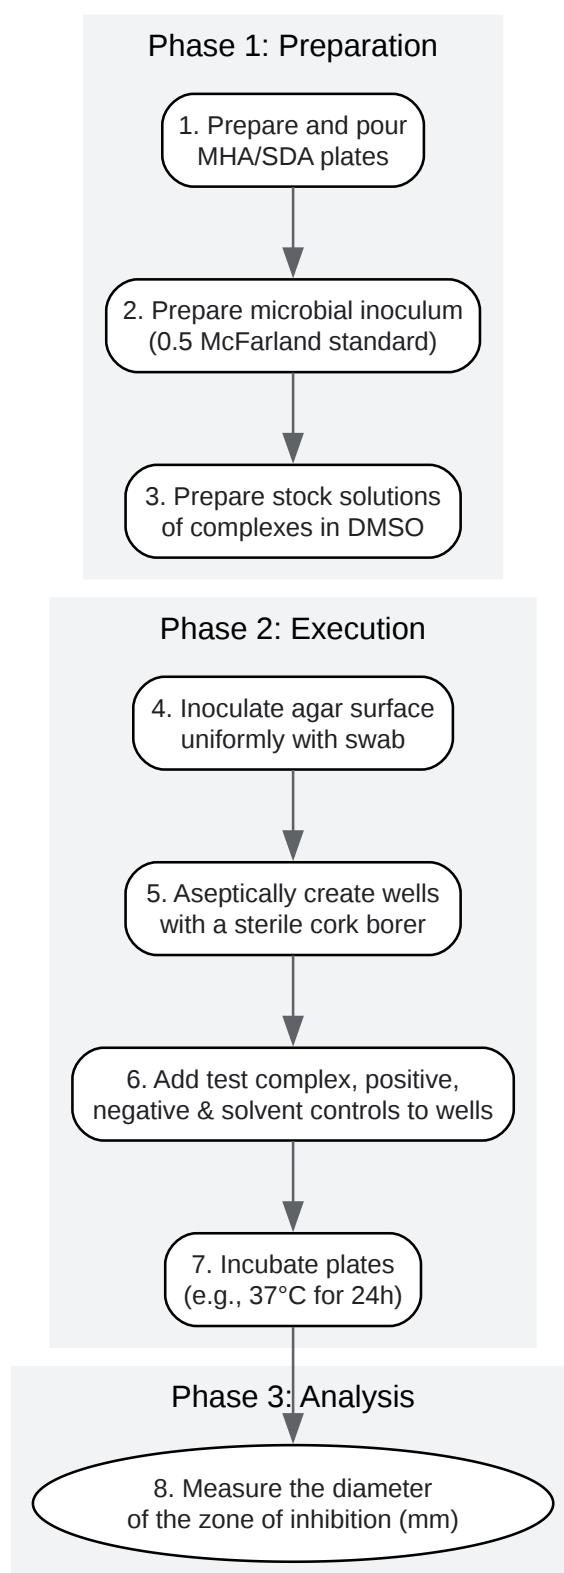 Phase 1: Preparation
1. Prepare and pour
MHA/SDA plates
2. Prepare microbial inoculum
(0.5 McFarland standard)
3. Prepare stock solutions
of complexes in DMSO
Phase 2: Execution
4. Inoculate agar surface
uniformly with swab
5. Aseptically create wells
with a sterile cork borer
6. Add test complex, positive,
negative & solvent controls to wells
7. Incubate plates
(e.g., 37°C for 24h)
Phase 3: Analysis
8. Measure the diameter
of the zone of inhibition (mm)